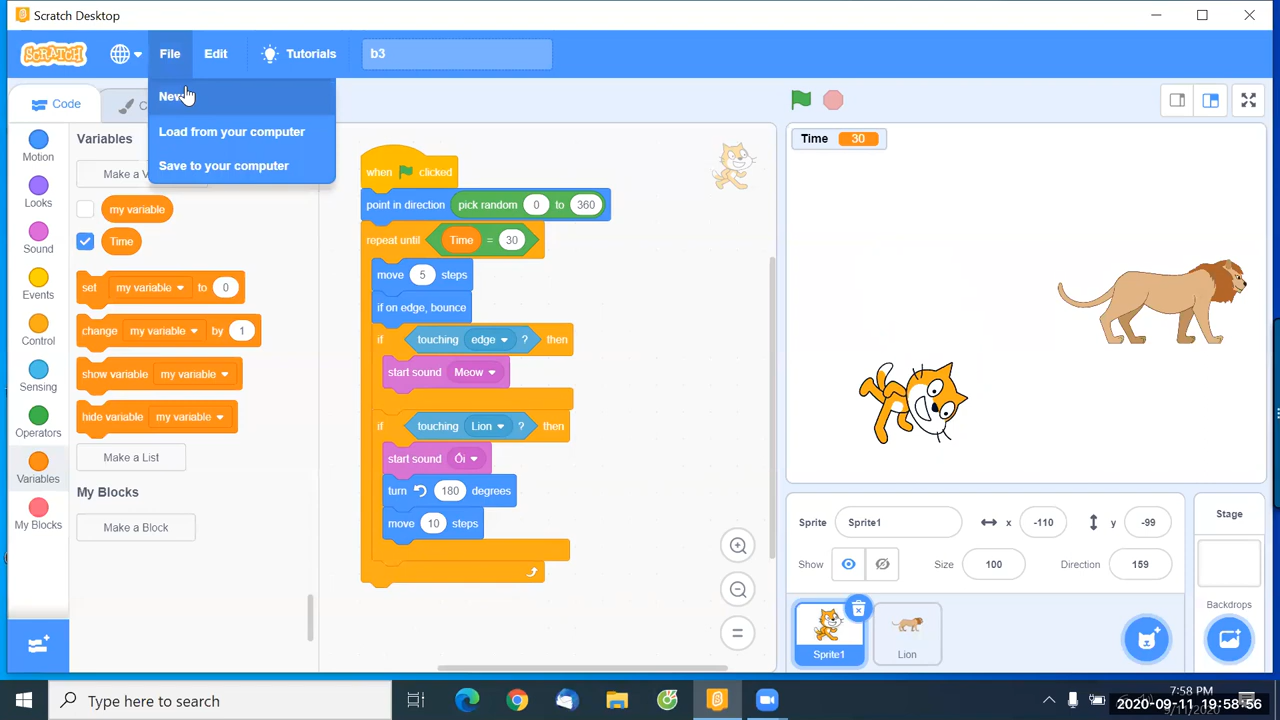 Scratch Desktop
SCRATCH
File
Edit
Tutorials
b3
New
Load from your computer
Save to your computer
Code
C
Motion
Looks
Sound
Events
Control
Sensing
Operators
Variables
My Blocks
Variables
Make a V
my variable
Time
set my variable to 0
change my variable by 1
show variable my variable
hide variable my variable
Make a List
My Blocks
Make a Block
when clicked
point in direction pick random 0 to 360
repeat until Time = 30
move 5 steps
if on edge, bounce
if touching edge ? then
start sound Meow
if touching Lion ? then
start sound Ối
turn 180 degrees
move 10 steps
Time 30
Sprite Sprite1 x -110 y -99
Show Size 100 Direction 159
Sprite1
Lion
Stage
Backdrops
Type here to search
7:58 PM
2020-09-11 19:58:56